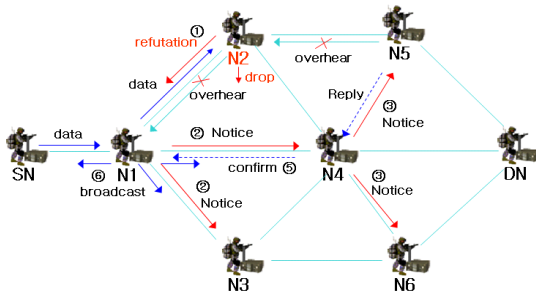 ①
refutation
N2
N5
drop
overhear
overhear
data
Reply
③
Notice
data
② Notice
SN
N1
confirm ⑤
N4
DN
⑥
broadcast
②
Notice
③
Notice
N3
N6